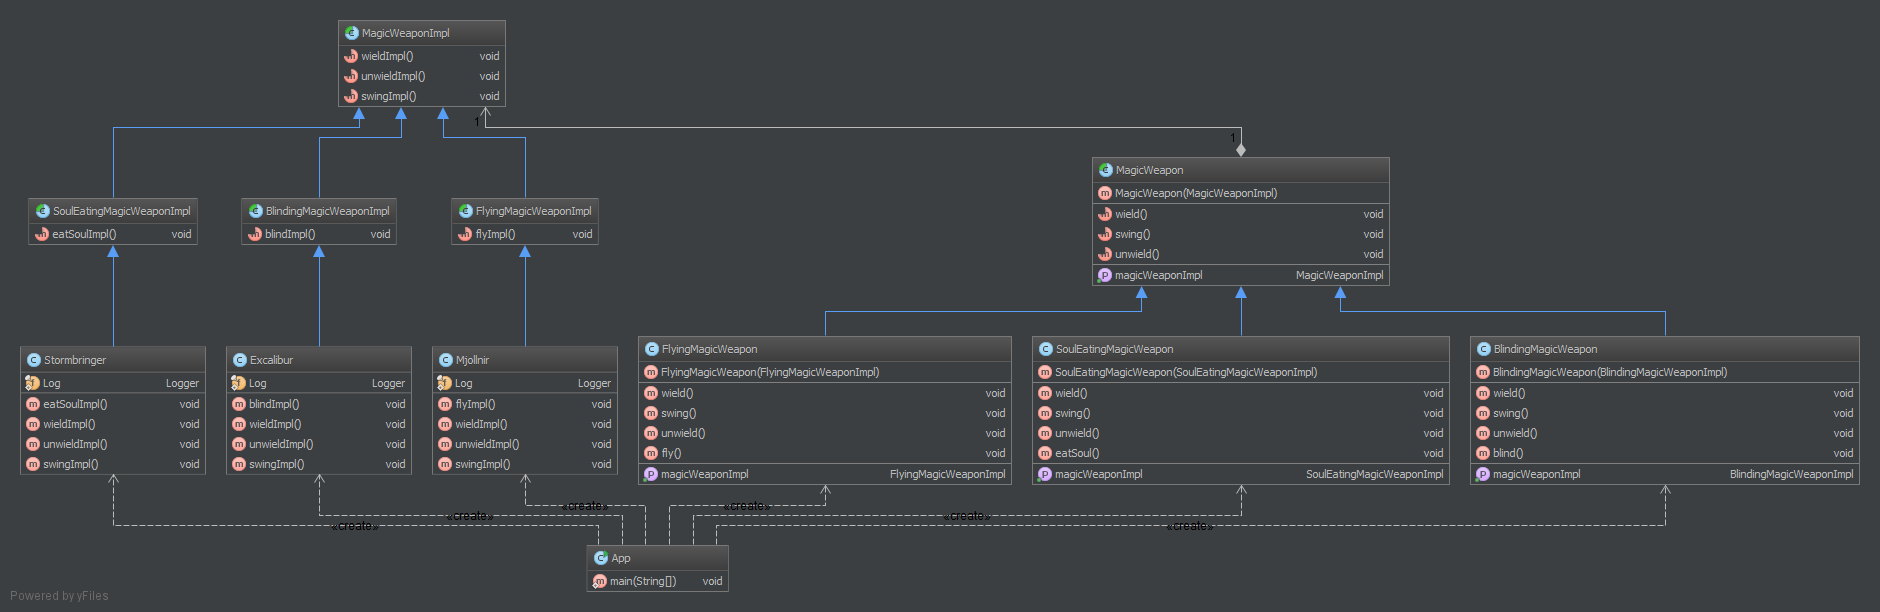 MagicWeaponImpl
wieldImpl() void
unwieldImpl() void
swingImpl() void
1
1
MagicWeapon
MagicWeapon(MagicWeaponImpl)
wield() void
swing() void
unwield() void
magicWeaponImpl MagicWeaponImpl
SoulEatingMagicWeaponImpl
eatSoulImpl() void
BlindingMagicWeaponImpl
blindImpl() void
FlyingMagicWeaponImpl
flyImpl() void
Stormbringer
Log Logger
eatSoulImpl() void
wieldImpl() void
unwieldImpl() void
swingImpl() void
Excalibur
Log Logger
blindImpl() void
wieldImpl() void
unwieldImpl() void
swingImpl() void
Mjollnir
Log Logger
flyImpl() void
wieldImpl() void
unwieldImpl() void
swingImpl() void
FlyingMagicWeapon
FlyingMagicWeapon(FlyingMagicWeaponImpl)
wield() void
swing() void
unwield() void
fly() void
magicWeaponImpl FlyingMagicWeaponImpl
SoulEatingMagicWeapon
SoulEatingMagicWeapon(SoulEatingMagicWeaponImpl)
wield() void
swing() void
unwield() void
eatSoul() void
magicWeaponImpl SoulEatingMagicWeaponImpl
BlindingMagicWeapon
BlindingMagicWeapon(BlindingMagicWeaponImpl)
wield() void
swing() void
unwield() void
blind() void
magicWeaponImpl BlindingMagicWeaponImpl
«create»
«create»
«create»
«create»
«create»
«create»
App
main(String[]) void
Powered by yFiles